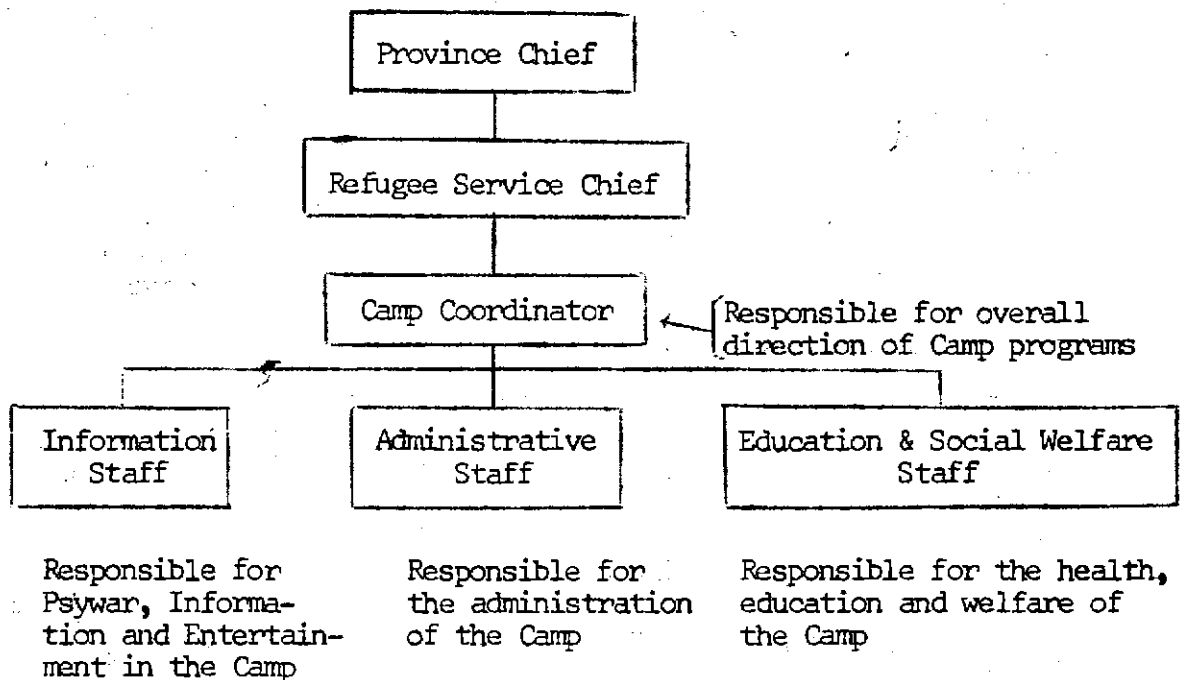 Province Chief
Refugee Service Chief
Camp Coordinator
Responsible for overall
direction of Camp programs
Information
Staff
Administrative
Staff
Education & Social Welfare
Staff
Responsible for
Psywar, Informa-
tion and Entertain-
ment in the Camp
Responsible for
the administration
of the Camp
Responsible for the health,
education and welfare of
the Camp